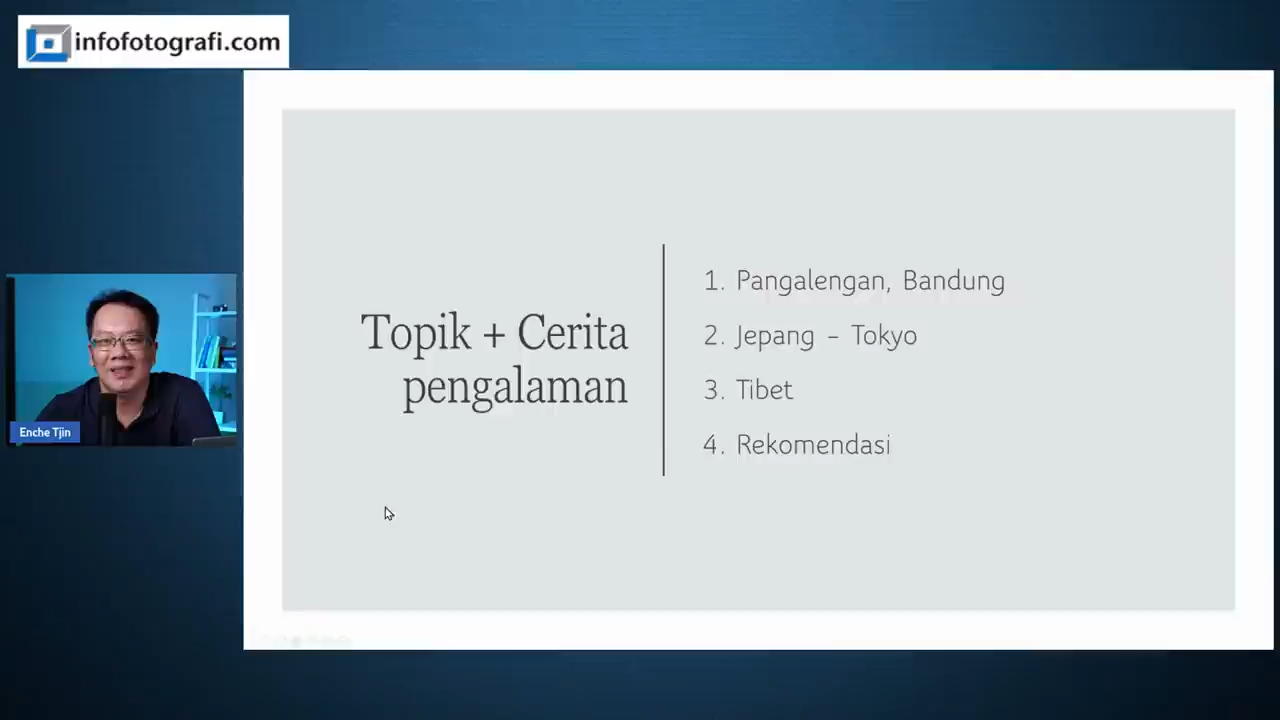 infofotografi.com
Topik + Cerita
pengalaman
1. Pangalengan, Bandung
2. Jepang – Tokyo
3. Tibet
4. Rekomendasi
Enche Tjin